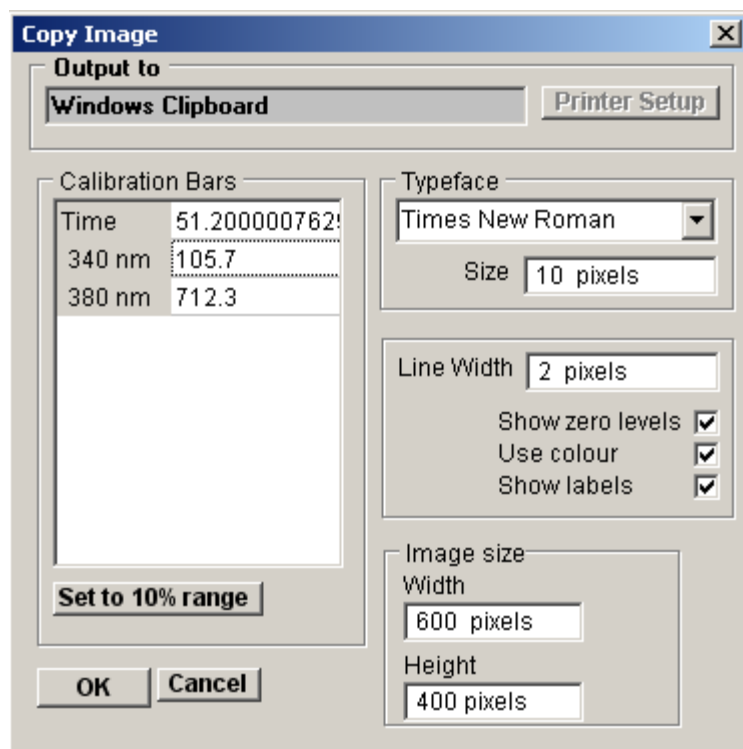 Copy Image
Output to
Windows Clipboard
Printer Setup
Calibration Bars
Time 51.2000007629
340 nm 105.7
380 nm 712.3
Set to 10% range
OK
Cancel
Typeface
Times New Roman
Size 10 pixels
Line Width 2 pixels
Show zero levels
Use colour
Show labels
Image size
Width
600 pixels
Height
400 pixels